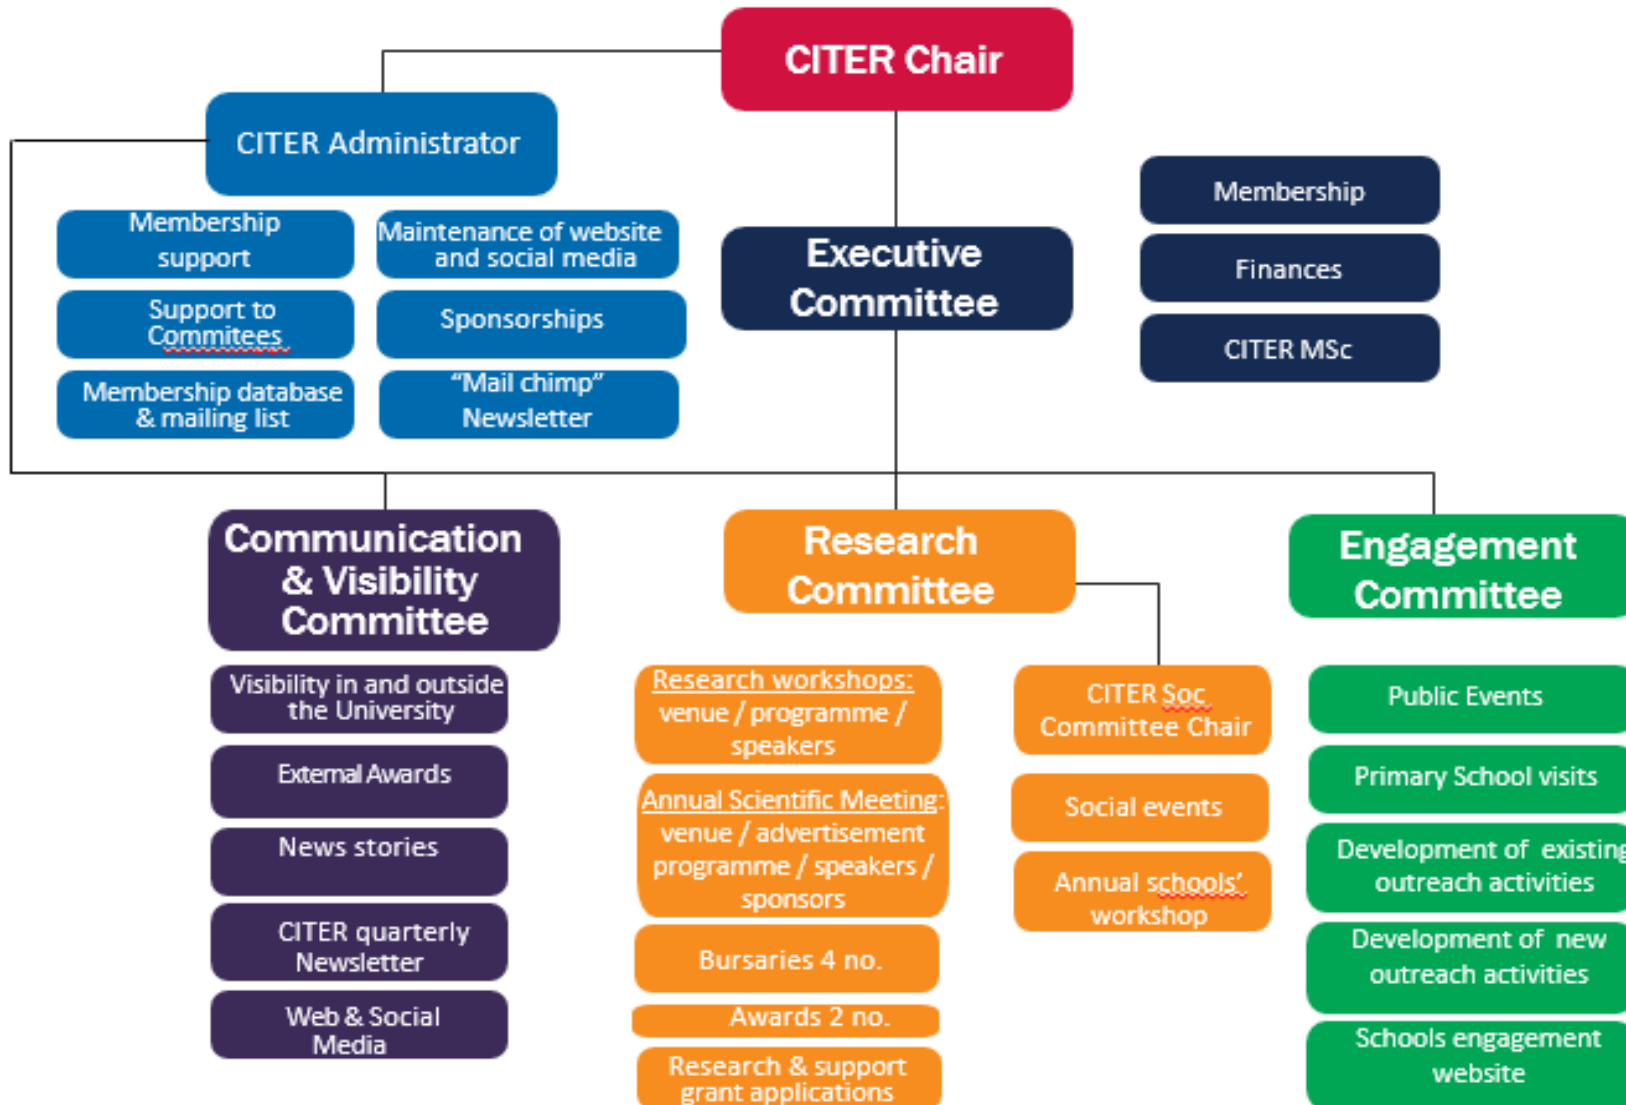 CITER Chair
CITER Administrator
Membership
support
Maintenance of website
and social media
Support to
Commitees
Sponsorships
Membership database
& mailing list
“Mail chimp”
Newsletter
Executive
Committee
Membership
Finances
CITER MSc
Communication
& Visibility
Committee
Visibility in and outside
the University
External Awards
News stories
CITER quarterly
Newsletter
Web & Social
Media
Research
Committee
Research workshops:
venue / programme /
speakers
Annual Scientific Meeting:
venue / advertisement
programme / speakers /
sponsors
Bursaries 4 no.
Awards 2 no.
Research & support
grant applications
CITER Soc
Committee Chair
Social events
Annual schools’
workshop
Engagement
Committee
Public Events
Primary School visits
Development of existing
outreach activities
Development of new
outreach activities
Schools engagement
website